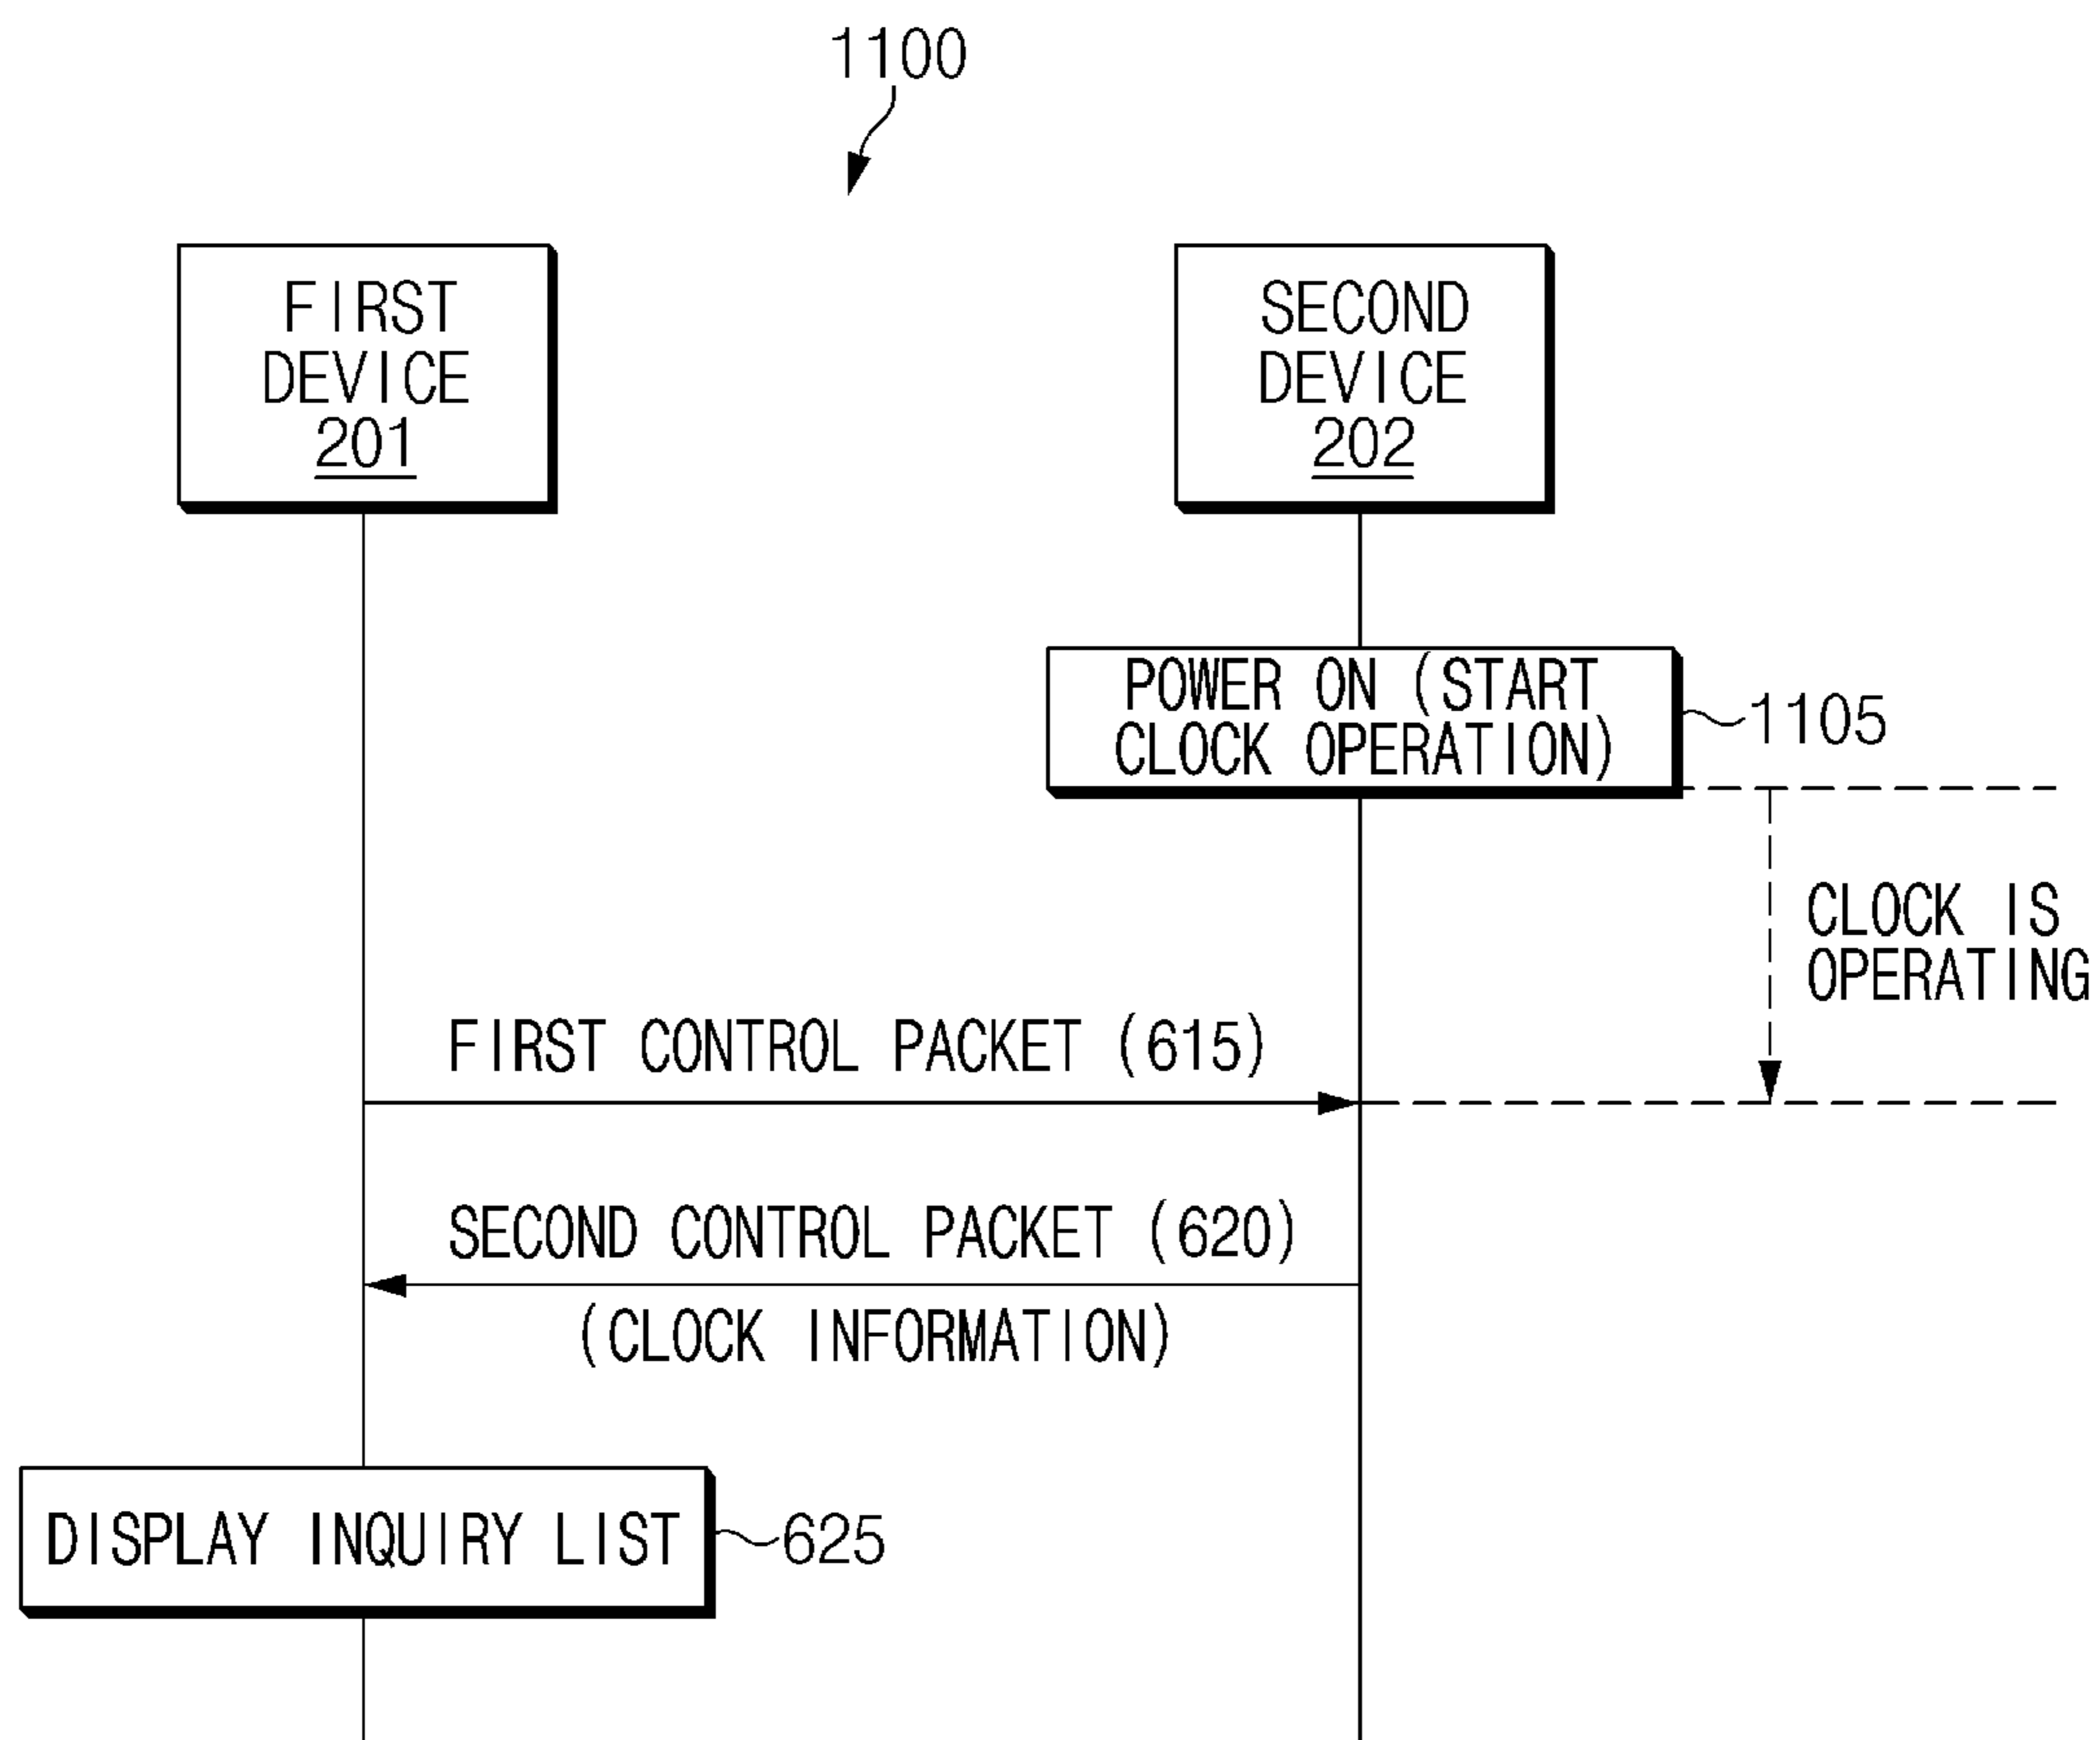 1100
FIRST
DEVICE
201
SECOND
DEVICE
202
POWER ON (START
CLOCK OPERATION)
1105
CLOCK IS
OPERATING
FIRST CONTROL PACKET (615)
SECOND CONTROL PACKET (620)
(CLOCK INFORMATION)
DISPLAY INQUIRY LIST
625